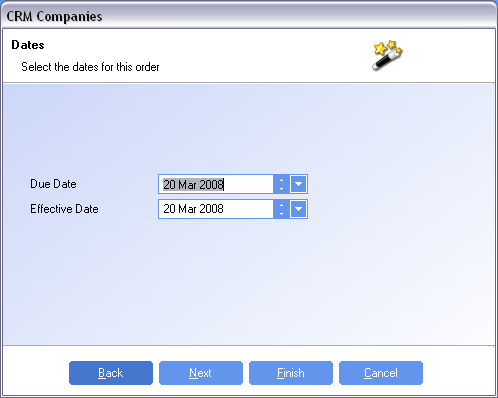 CRM Companies
Dates
Select the dates for this order
Due Date 20 Mar 2008
Effective Date 20 Mar 2008
Back Next Finish Cancel